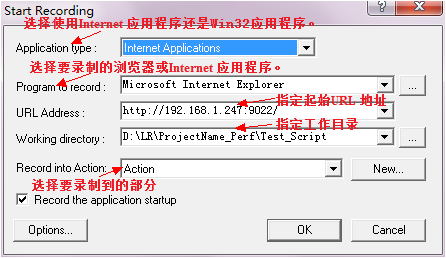 Start Recording
选择使用Internet 应用程序还是Win32应用程序。
Application type : Internet Applications
选择要录制的浏览器或Internet 应用程序。
Program to record : Microsoft Internet Explorer ...
指定起始URL 地址
URL Address : http://192.168.1.247:9022/
指定工作目录
Working directory : D:\LR\ProjectName_Perf\Test_Script ...
Record into Action: Action New...
选择要录制到的部分
Record the application startup
Options... OK Cancel